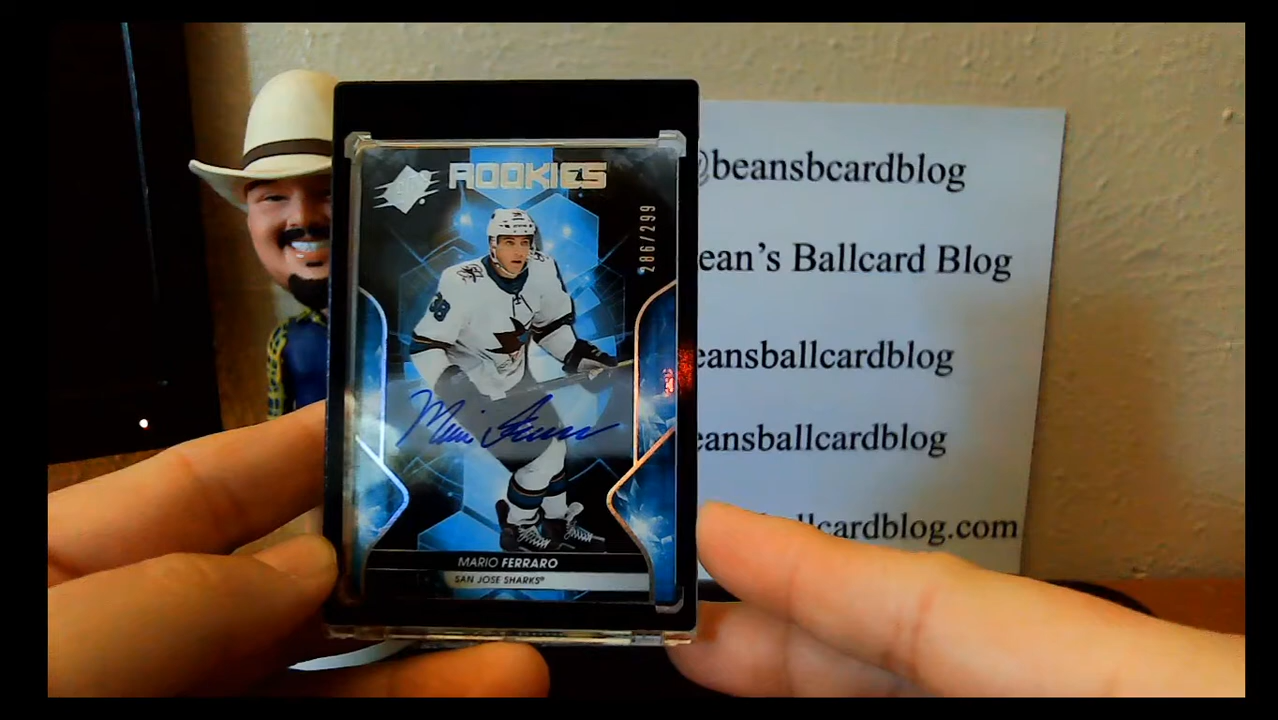 ROOKIES
286/299
MARIO FERRARO
SAN JOSE SHARKS®
@beansbcardblog
ean's Ballcard Blog
eansballcardblog
eansballcardblog
llcardblog.com